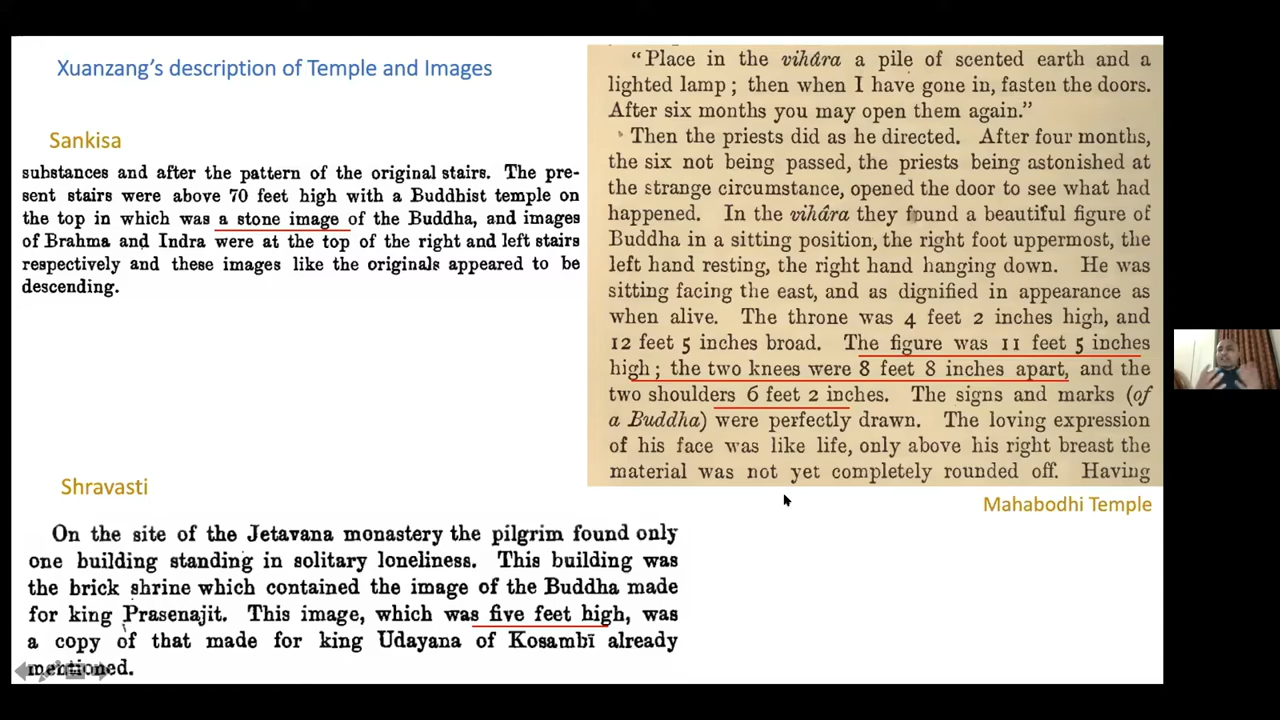 Xuanzang's description of Temple and Images
Sankisa
substances and after the pattern of the original stairs. The pre-
sent stairs were above 70 feet high with a Buddhist temple on
the top in which was a stone image of the Buddha, and images
of Brahma and Indra were at the top of the right and left stairs
respectively and these images like the originals appeared to be
descending.
Shravasti
On the site of the Jetavana monastery the pilgrim found only
one building standing in solitary loneliness. This building was
the brick shrine which contained the image of the Buddha made
for king Prasenajit. This image, which was five feet high, was
a copy of that made for king Udayana of Kosambī already
mentioned.
"Place in the vihâra a pile of scented earth and a
lighted lamp; then when I have gone in, fasten the doors.
After six months you may open them again."
Then the priests did as he directed. After four months,
the six not being passed, the priests being astonished at
the strange circumstance, opened the door to see what had
happened. In the vihâra they found a beautiful figure of
Buddha in a sitting position, the right foot uppermost, the
left hand resting, the right hand hanging down. He was
sitting facing the east, and as dignified in appearance as
when alive. The throne was 4 feet 2 inches high, and
12 feet 5 inches broad. The figure was 11 feet 5 inches
high; the two knees were 8 feet 8 inches apart, and the
two shoulders 6 feet 2 inches. The signs and marks (of
a Buddha) were perfectly drawn. The loving expression
of his face was like life, only above his right breast the
material was not yet completely rounded off. Having
Mahabodhi Temple